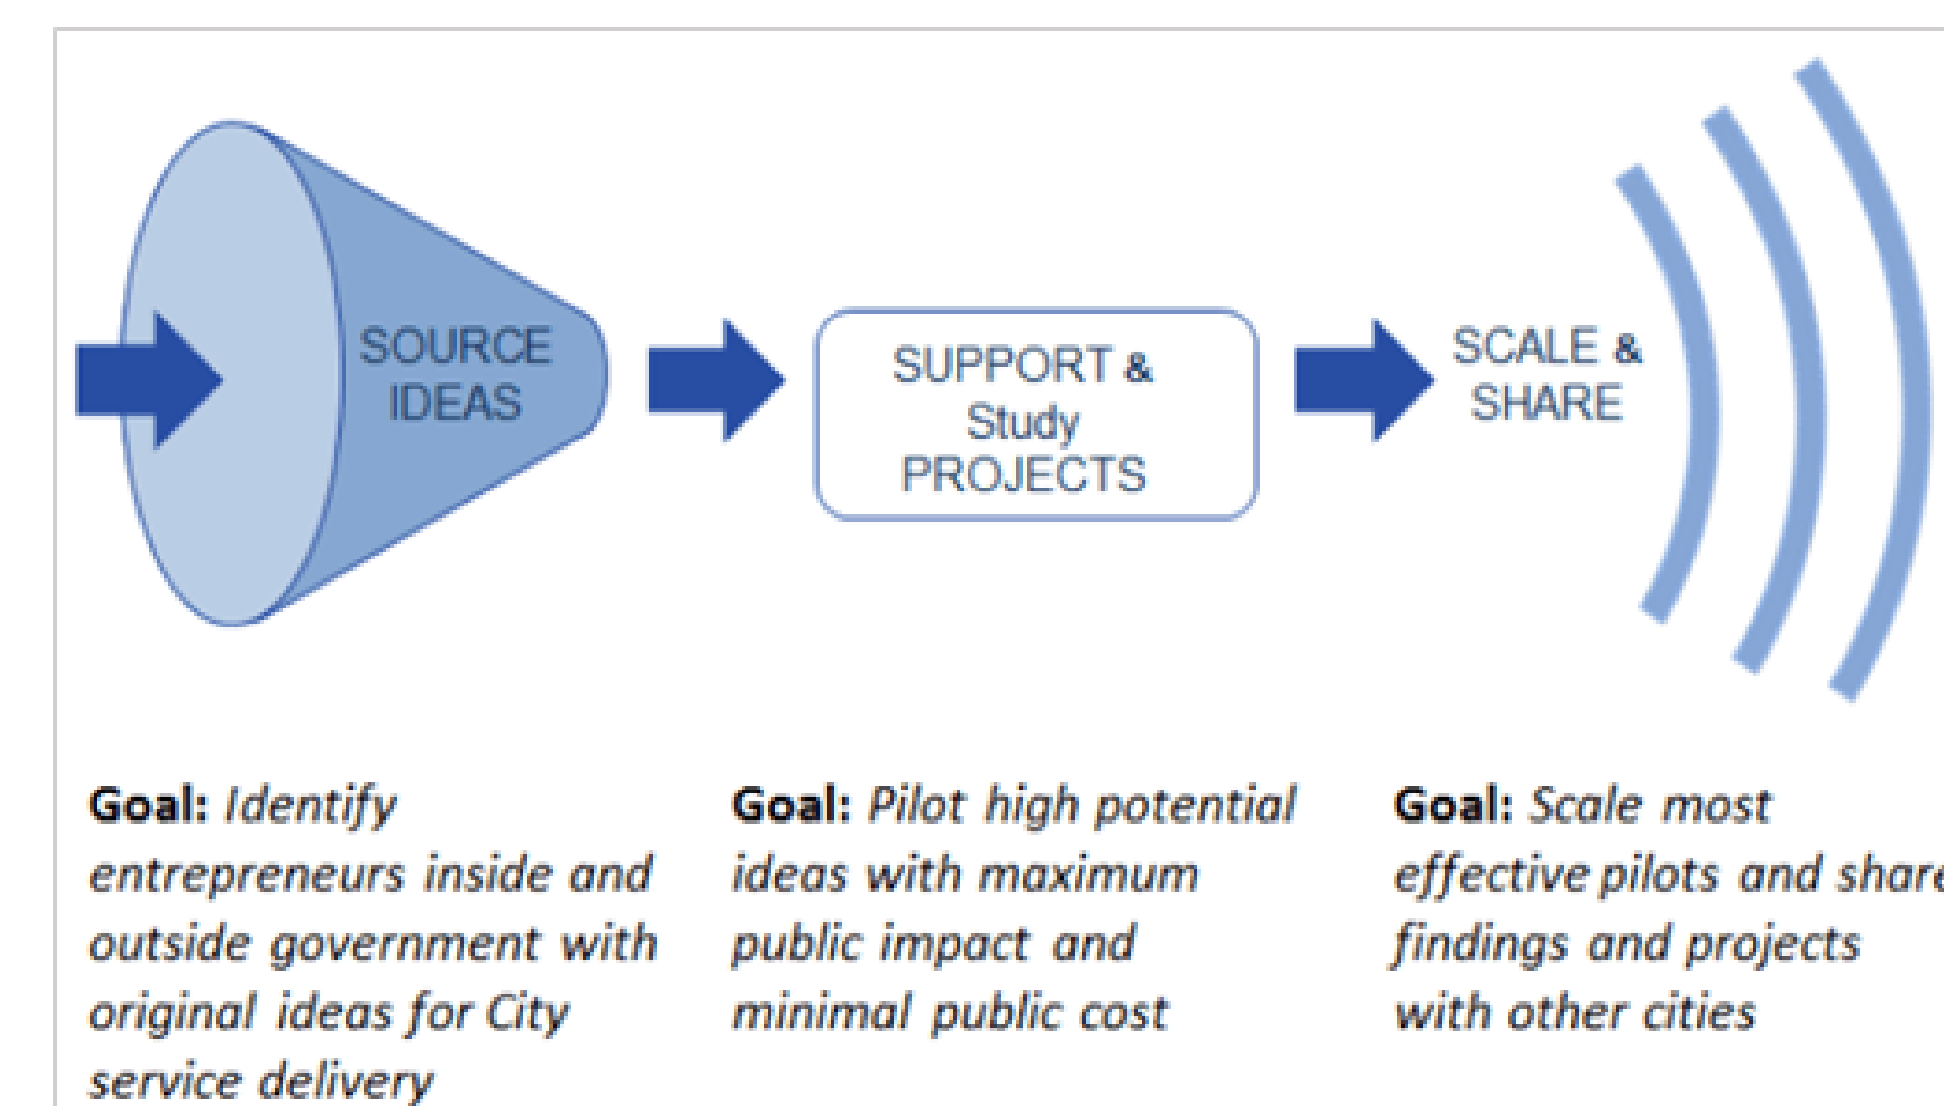 SOURCE
IDEAS
SUPPORT &
Study
PROJECTS
SCALE &
SHARE
Goal: Identify
entrepreneurs inside and
outside government with
original ideas for City
service delivery
Goal: Pilot high potential
ideas with maximum
public impact and
minimal public cost
Goal: Scale most
effective pilots and share
findings and projects
with other cities